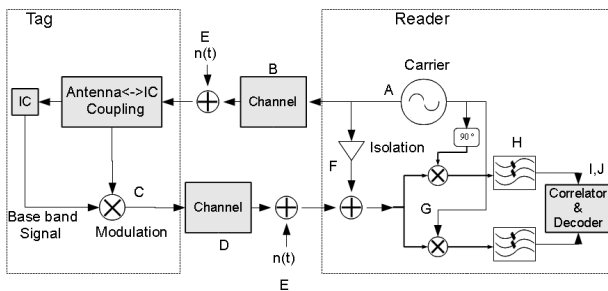 Tag
Reader
E
n(t)
B
A
Carrier
IC
Antenna<->IC
Coupling
Channel
90°
F
Isolation
H
I,J
C
G
Correlator
&
Decoder
Base band
Signal
Modulation
Channel
D
n(t)
E